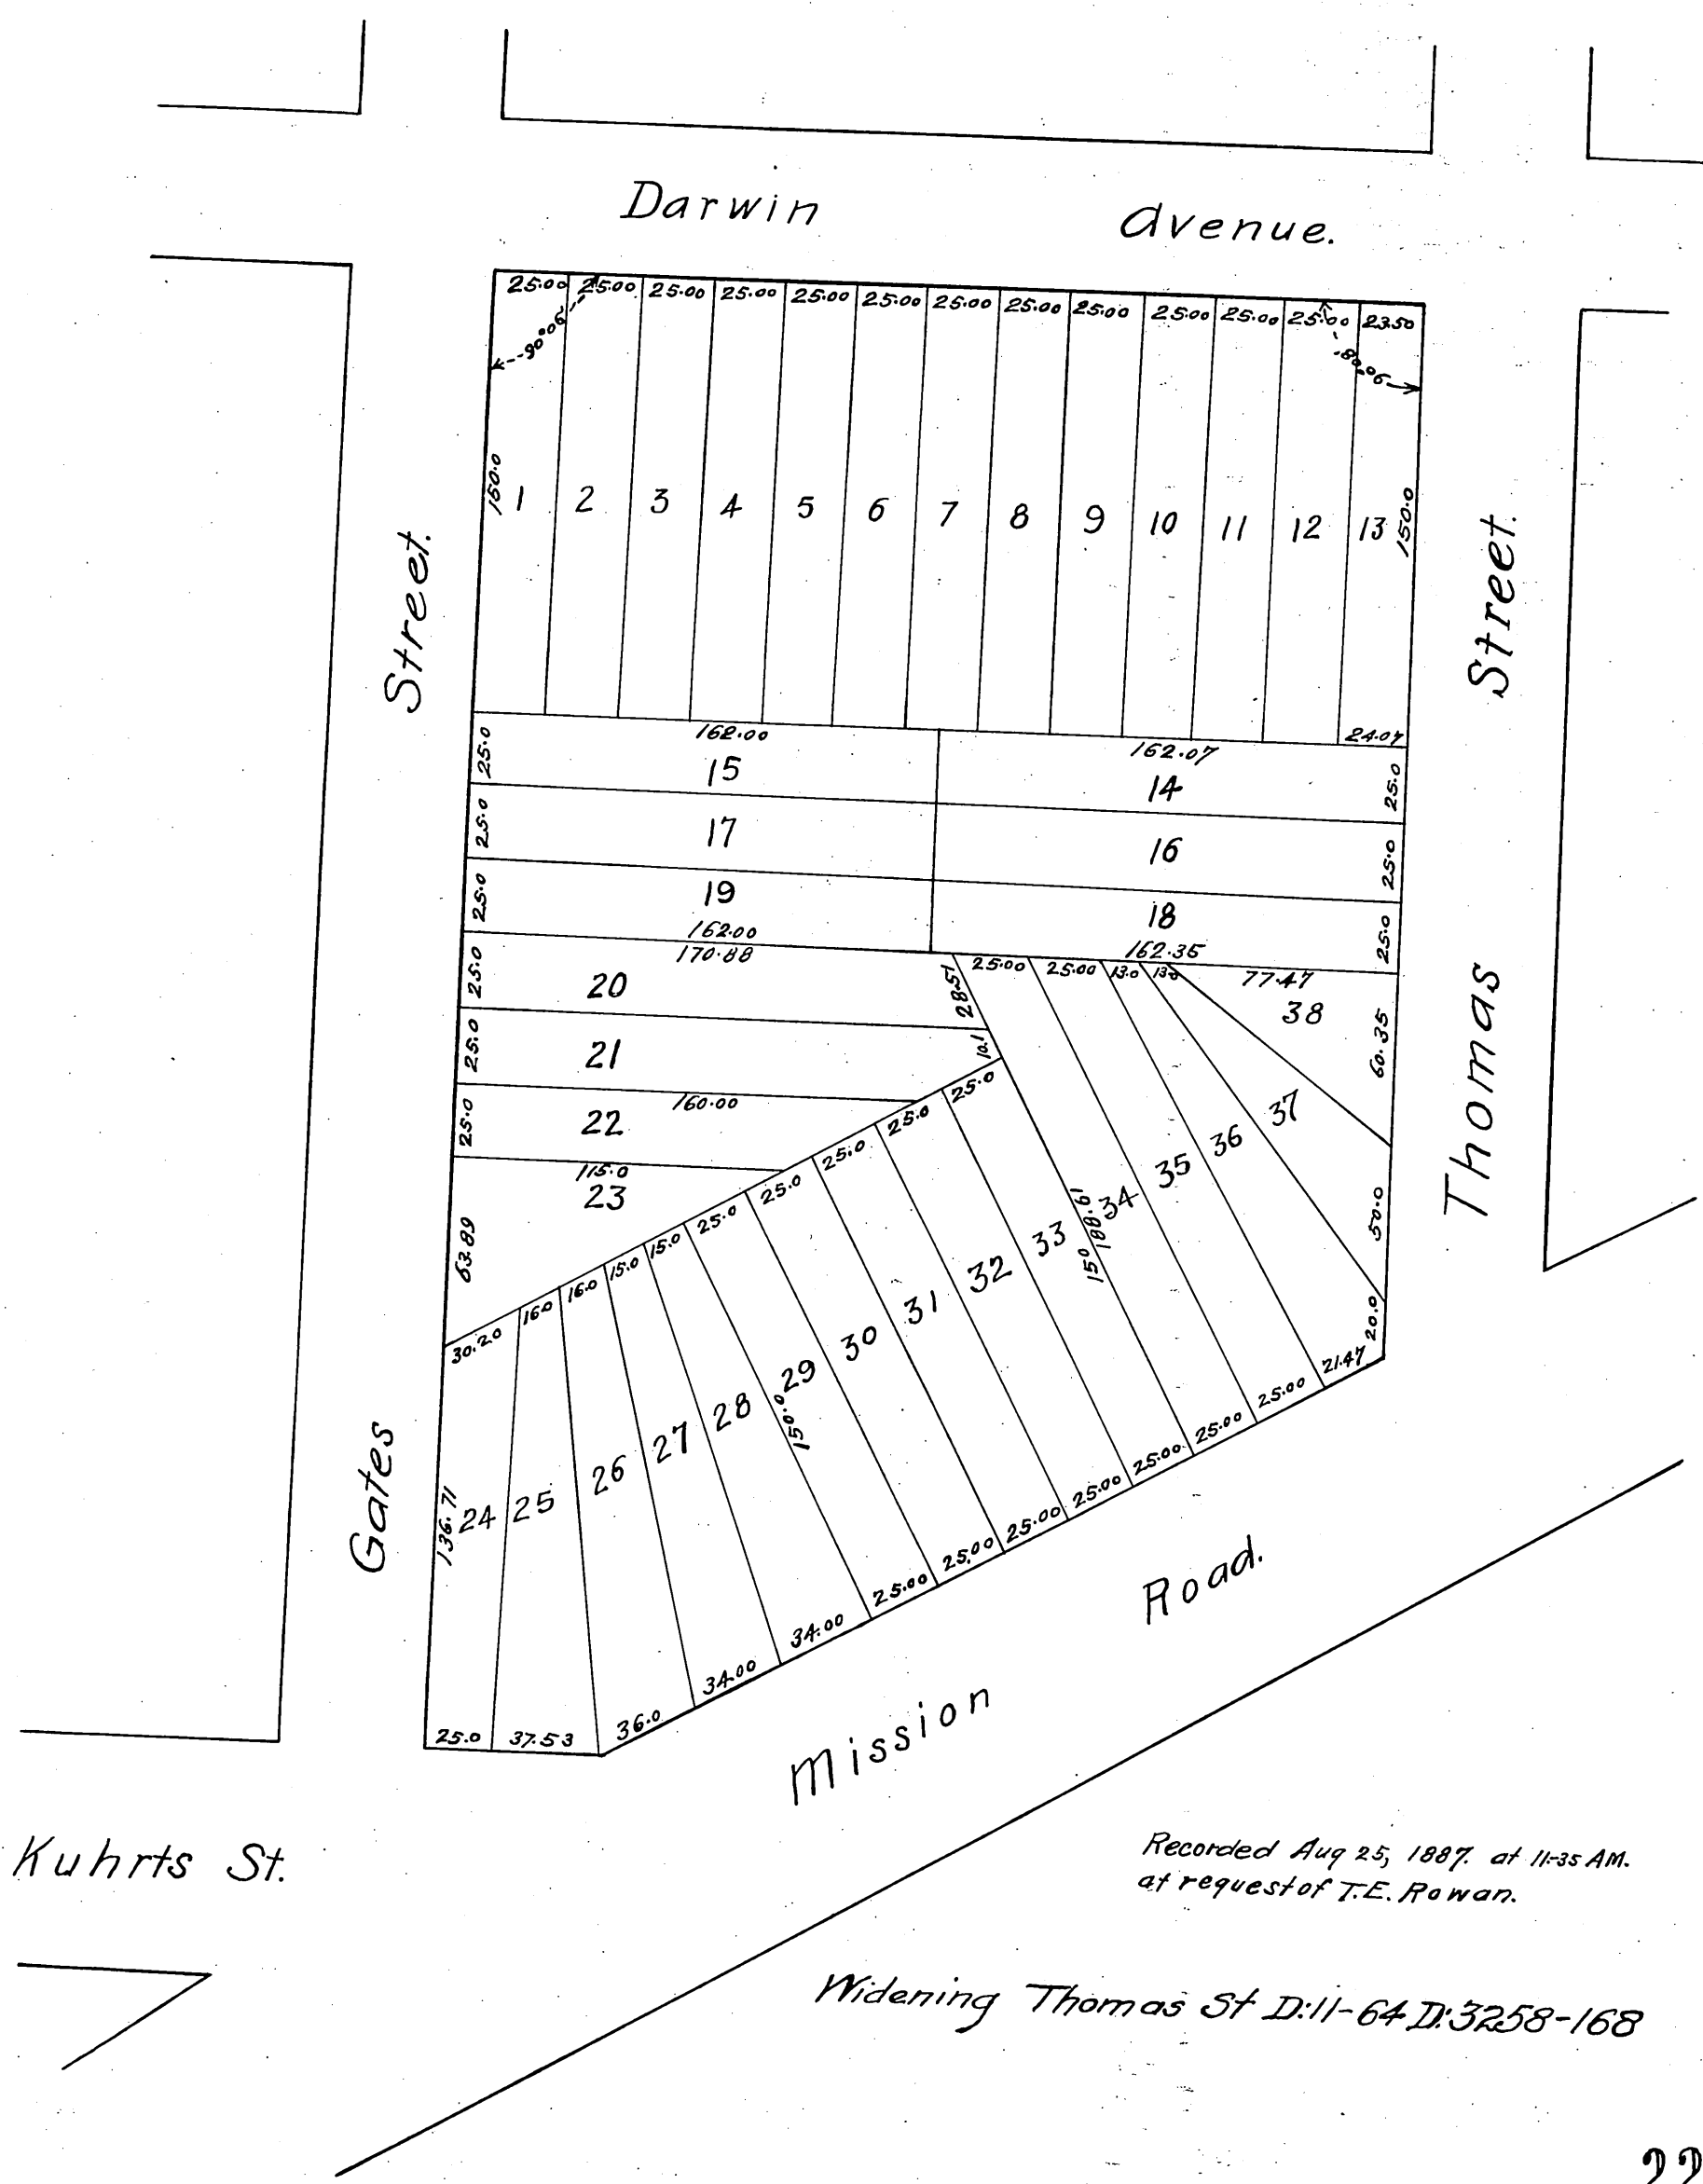 Darwin Avenue.
25.00 25.00 25.00 25.00 25.00 25.00 25.00 25.00 25.00 25.00 25.00 25.00 23.50
90°06'
150.0 1 2 3 4 5 6 7 8 9 10 11 12 13 150.0
24.07
Gates Street.
Thomas Street.
162.00 162.07
25.0 15 14 25.0
25.0 17 16 25.0
25.0 19 18 25.0
162.00 162.35
170.88 25.00 25.00 13.0 13.0 77.47
25.0 20 28.51 38 60.35
25.0 21 10.1
160.00
25.0 22
115.0
63.89 23
30.20 16.0 16.0 15.0 15.0 25.0 25.0 25.0 25.0 25.0
136.71 24 25 26 27 28 150.0 29 30 31 32 33 150 188.61 34 35 36 37 50.0
20.0
25.0 37.53 36.0 34.00 34.00 25.00 25.00 25.00 25.00 25.00 25.00 25.00 21.47
Mission Road.
Kuhrts St.
Recorded Aug 25, 1887. at 11-35 AM.
at request of T.E. Rowan.
Widening Thomas St D:11-64 D:3258-168